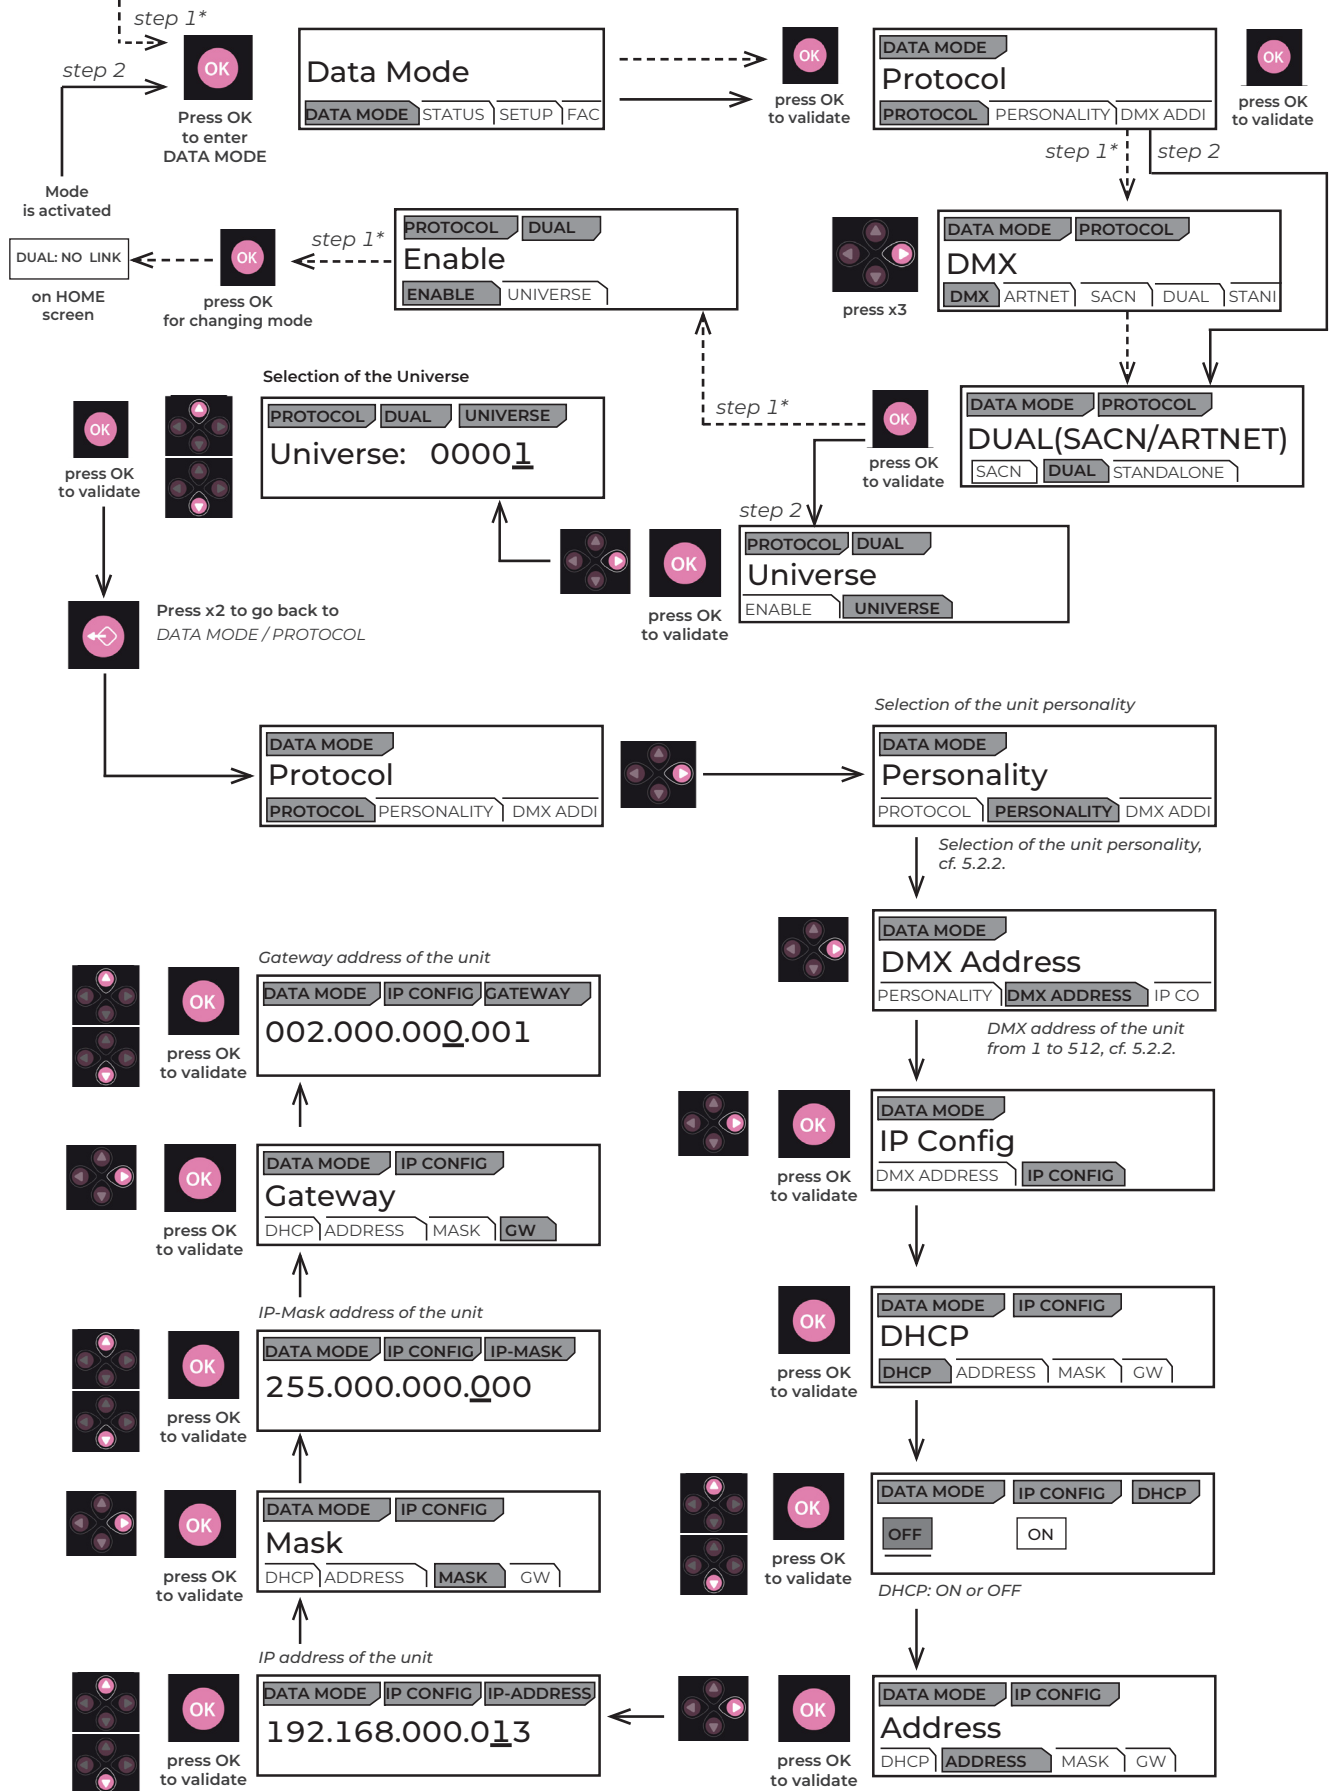 step 1*
step 2
OK
Press OK
to enter
DATA MODE
Data Mode
DATA MODE STATUS SETUP FAC
OK
press OK
to validate
DATA MODE
Protocol
PROTOCOL PERSONALITY DMX ADDI
OK
press OK
to validate
step 1* step 2
Mode
is activated
DUAL: NO LINK
on HOME
screen
OK
press OK
for changing mode
step 1*
PROTOCOL DUAL
Enable
ENABLE UNIVERSE
press x3
DATA MODE PROTOCOL
DMX
DMX ARTNET SACN DUAL STANI
DATA MODE PROTOCOL
DUAL(SACN/ARTNET)
SACN DUAL STANDALONE
OK
press OK
to validate
step 1*
step 2
PROTOCOL DUAL
Universe
ENABLE UNIVERSE
OK
press OK
to validate
Selection of the Universe
PROTOCOL DUAL UNIVERSE
Universe: 00001
OK
press OK
to validate
Press x2 to go back to
DATA MODE / PROTOCOL
DATA MODE
Protocol
PROTOCOL PERSONALITY DMX ADDI
Selection of the unit personality
DATA MODE
Personality
PROTOCOL PERSONALITY DMX ADDI
Selection of the unit personality,
cf. 5.2.2.
DATA MODE
DMX Address
PERSONALITY DMX ADDRESS IP CO
DMX address of the unit
from 1 to 512, cf. 5.2.2.
OK
press OK
to validate
DATA MODE
IP Config
DMX ADDRESS IP CONFIG
OK
press OK
to validate
DATA MODE IP CONFIG
DHCP
DHCP ADDRESS MASK GW
OK
press OK
to validate
DATA MODE IP CONFIG DHCP
OFF ON
DHCP: ON or OFF
OK
press OK
to validate
DATA MODE IP CONFIG
Address
DHCP ADDRESS MASK GW
IP address of the unit
OK
press OK
to validate
DATA MODE IP CONFIG IP-ADDRESS
192.168.000.013
OK
press OK
to validate
DATA MODE IP CONFIG
Mask
DHCP ADDRESS MASK GW
IP-Mask address of the unit
OK
press OK
to validate
DATA MODE IP CONFIG IP-MASK
255.000.000.000
OK
press OK
to validate
DATA MODE IP CONFIG
Gateway
DHCP ADDRESS MASK GW
Gateway address of the unit
OK
press OK
to validate
DATA MODE IP CONFIG GATEWAY
002.000.000.001